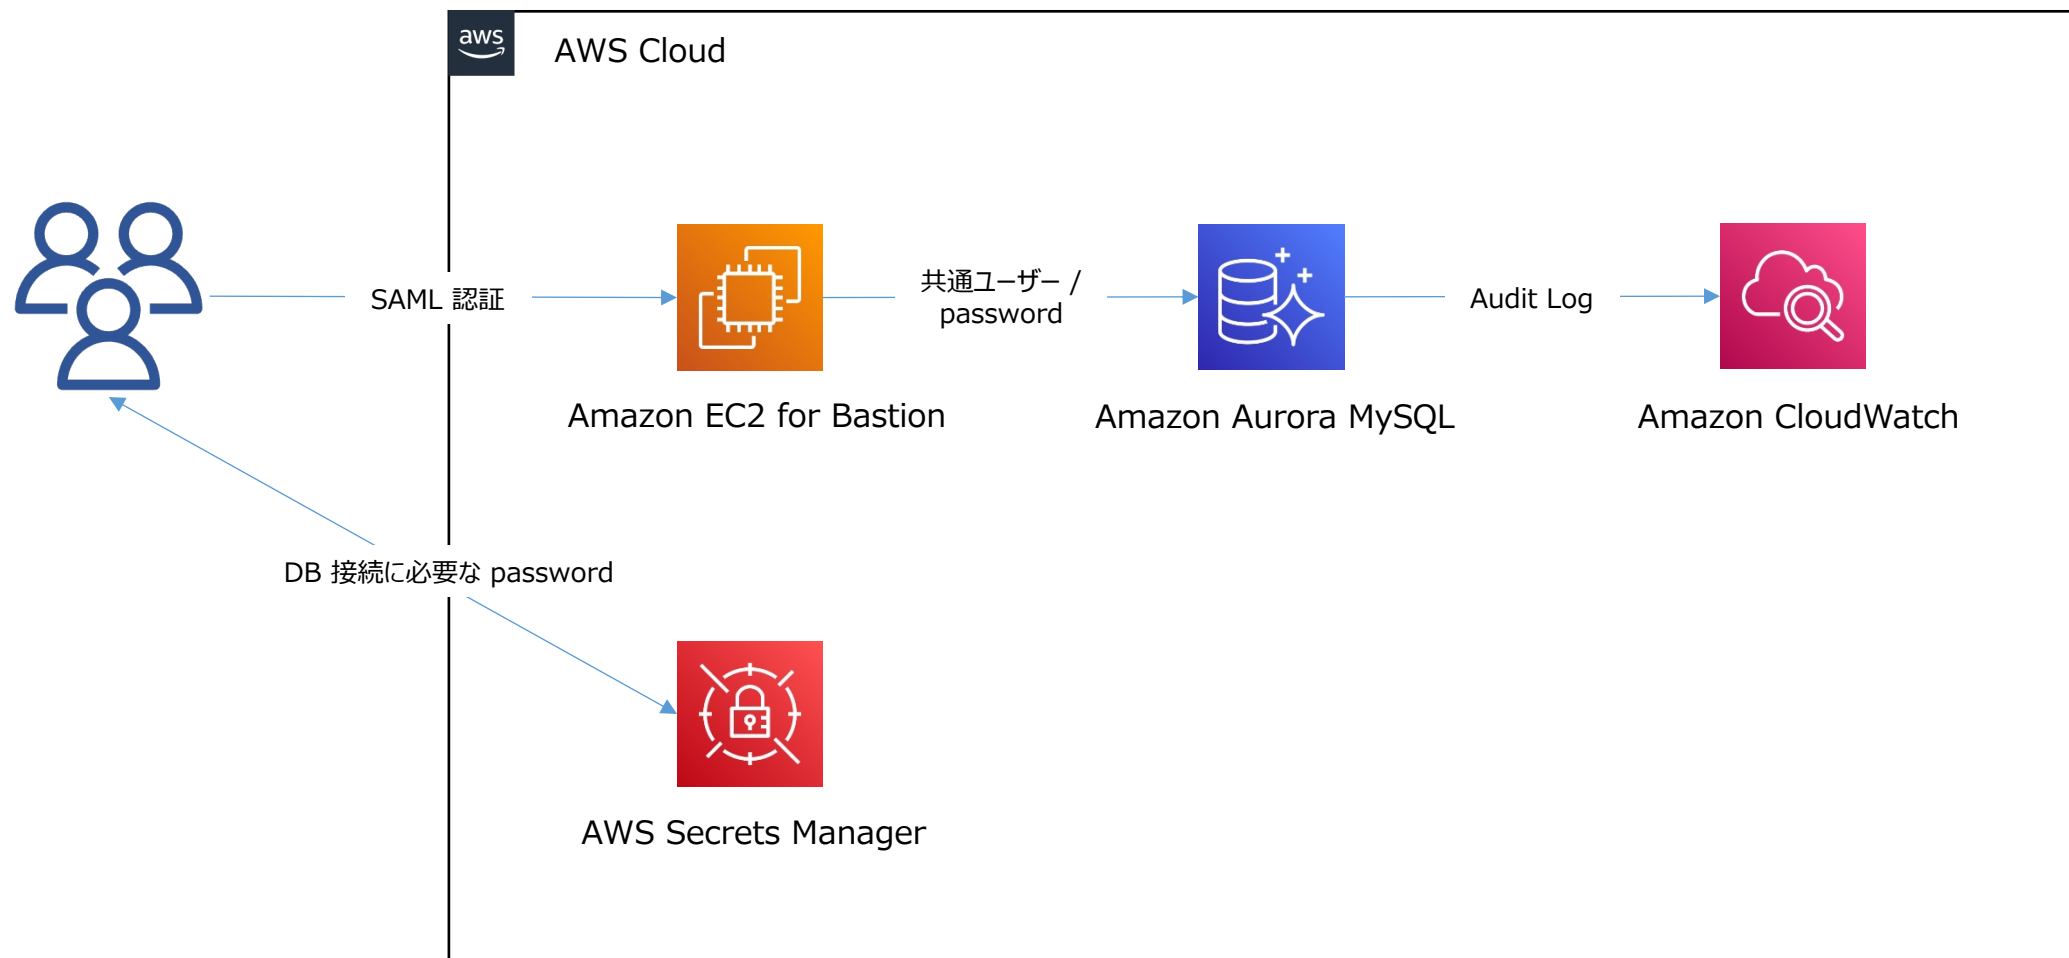 aws
AWS Cloud
SAML 認証
共通ユーザー /
password
Audit Log
Amazon EC2 for Bastion
Amazon Aurora MySQL
Amazon CloudWatch
DB 接続に必要な password
AWS Secrets Manager